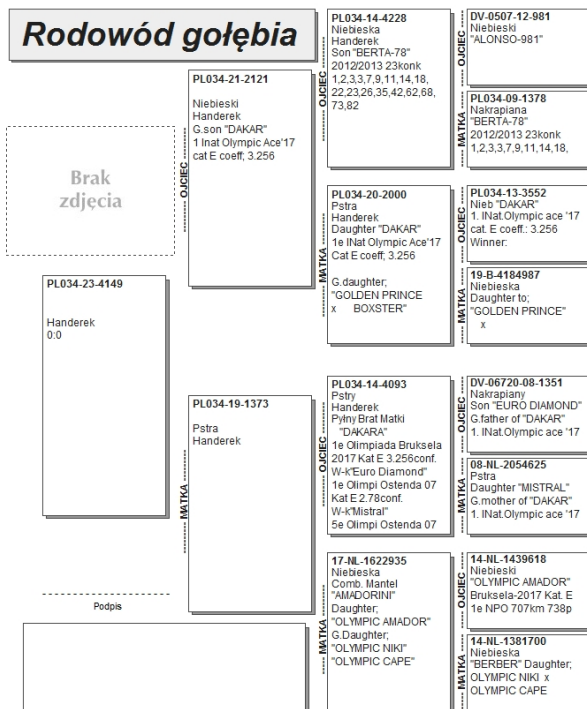 Rodowód gołębia
Brak
zdjęcia
PL034-23-4149
Handerek
0:0
Podpis
OJCIEC
PL034-21-2121
Niebieski
Handerek
G.son "DAKAR"
1 Inat Olympic Ace'17
cat E coeff; 3.256
MATKA
PL034-19-1373
Pstra
Handerek
OJCIEC
PL034-14-4228
Niebieska
Handerek
Son "BERTA-78"
2012/2013 23konk
1,2,3,3,7,9,11,14,18,
22,23,26,35,42,62,68,
73,82
MATKA
PL034-20-2000
Pstra
Handerek
Daughter "DAKAR"
1e INat Olympic Ace'17
Cat E coeff; 3.256
G.daughter;
"GOLDEN PRINCE
x BOXSTER"
OJCIEC
PL034-14-4093
Pstry
Handerek
Pyłny Brat Matki
"DAKARA"
1e Olimpiada Bruksela
2017 Kat E 3.256conf.
W-k"Euro Diamond"
1e Olimpi Ostenda 07
Kat E 2.78conf.
W-k"Mistral"
5e Olimpi Ostenda 07
MATKA
17-NL-1622935
Niebieska
Comb. Mantel
"AMADORINI"
Daughter;
"OLYMPIC AMADOR"
G.Daughter;
"OLYMPIC NIKI"
"OLYMPIC CAPE"
OJCIEC
DV-0507-12-981
Niebieski
"ALONSO-981"
MATKA
PL034-09-1378
Nakrapiana
"BERTA-78"
2012/2013 23konk
1,2,3,3,7,9,11,14,18,
OJCIEC
PL034-13-3552
Nieb "DAKAR"
1. INat.Olympic ace '17
cat. E coeff.: 3.256
Winner:
MATKA
19-B-4184987
Niebieska
Daughter to;
"GOLDEN PRINCE"
x
OJCIEC
DV-06720-08-1351
Nakrapiany
Son "EURO DIAMOND"
G.father of "DAKAR"
1. INat.Olympic ace '17
MATKA
08-NL-2054625
Pstra
Daughter "MISTRAL"
G.mother of "DAKAR"
1. INat.Olympic ace '17
OJCIEC
14-NL-1439618
Niebieski
"OLYMPIC AMADOR"
Bruksela-2017 Kat. E
1e NPO 707km 738p
MATKA
14-NL-1381700
Niebieska
"BERBER" Daughter;
OLYMPIC NIKI x
OLYMPIC CAPE